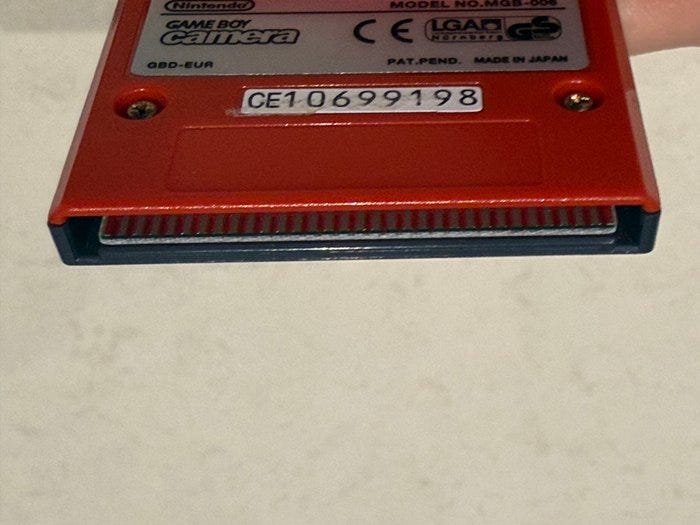 Nintendo MODEL NO.MGB-006
GAME BOY
camera
CE LGA Nürnberg GS
GBD-EUR PAT.PEND. MADE IN JAPAN
CE10699198